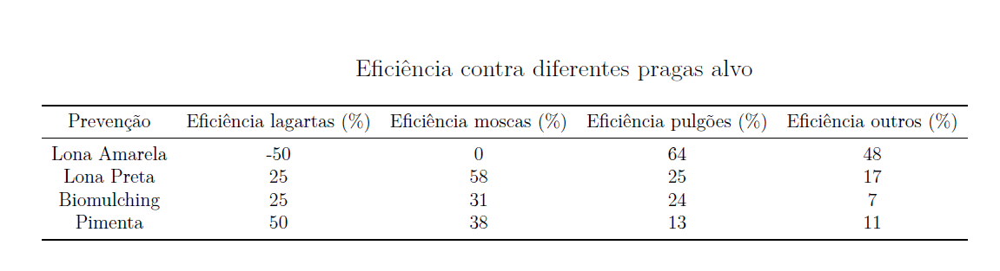 Eficiência contra diferentes pragas alvo
Prevenção Eficiência lagartas (%) Eficiência moscas (%) Eficiência pulgões (%) Eficiência outros (%)
Lona Amarela -50 0 64 48
Lona Preta 25 58 25 17
Biomulching 25 31 24 7
Pimenta 50 38 13 11